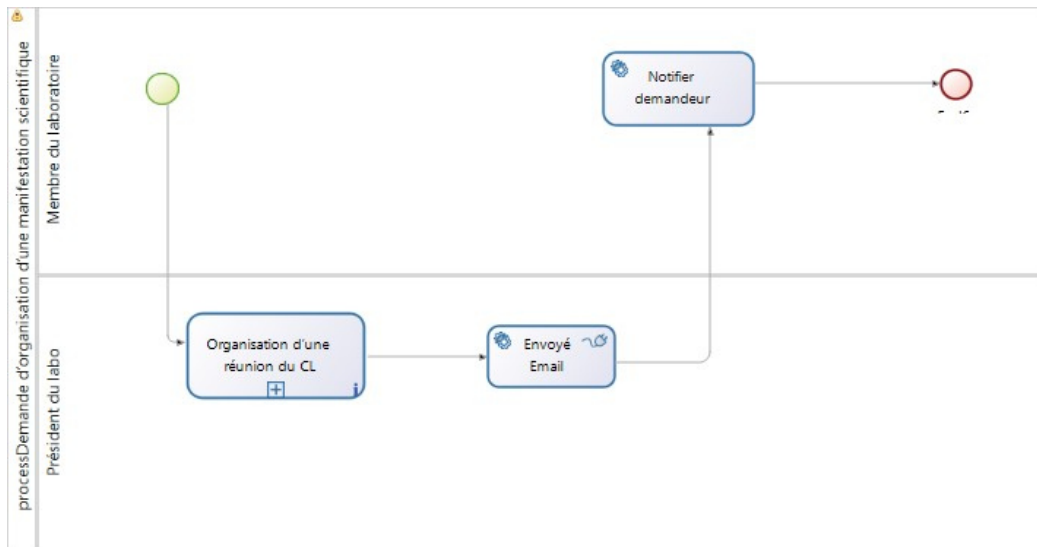 processDemande d'organisation d'une manifestation scientifique
Membre du laboratoire
Notifier
demandeur
Président du labo
Organisation d'une
réunion du CL
Envoyé
Email